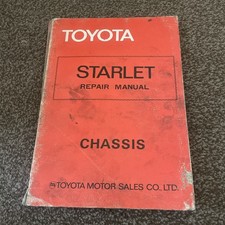 TOYOTA
STARLET
REPAIR MANUAL
CHASSIS
TOYOTA MOTOR SALES CO., LTD.